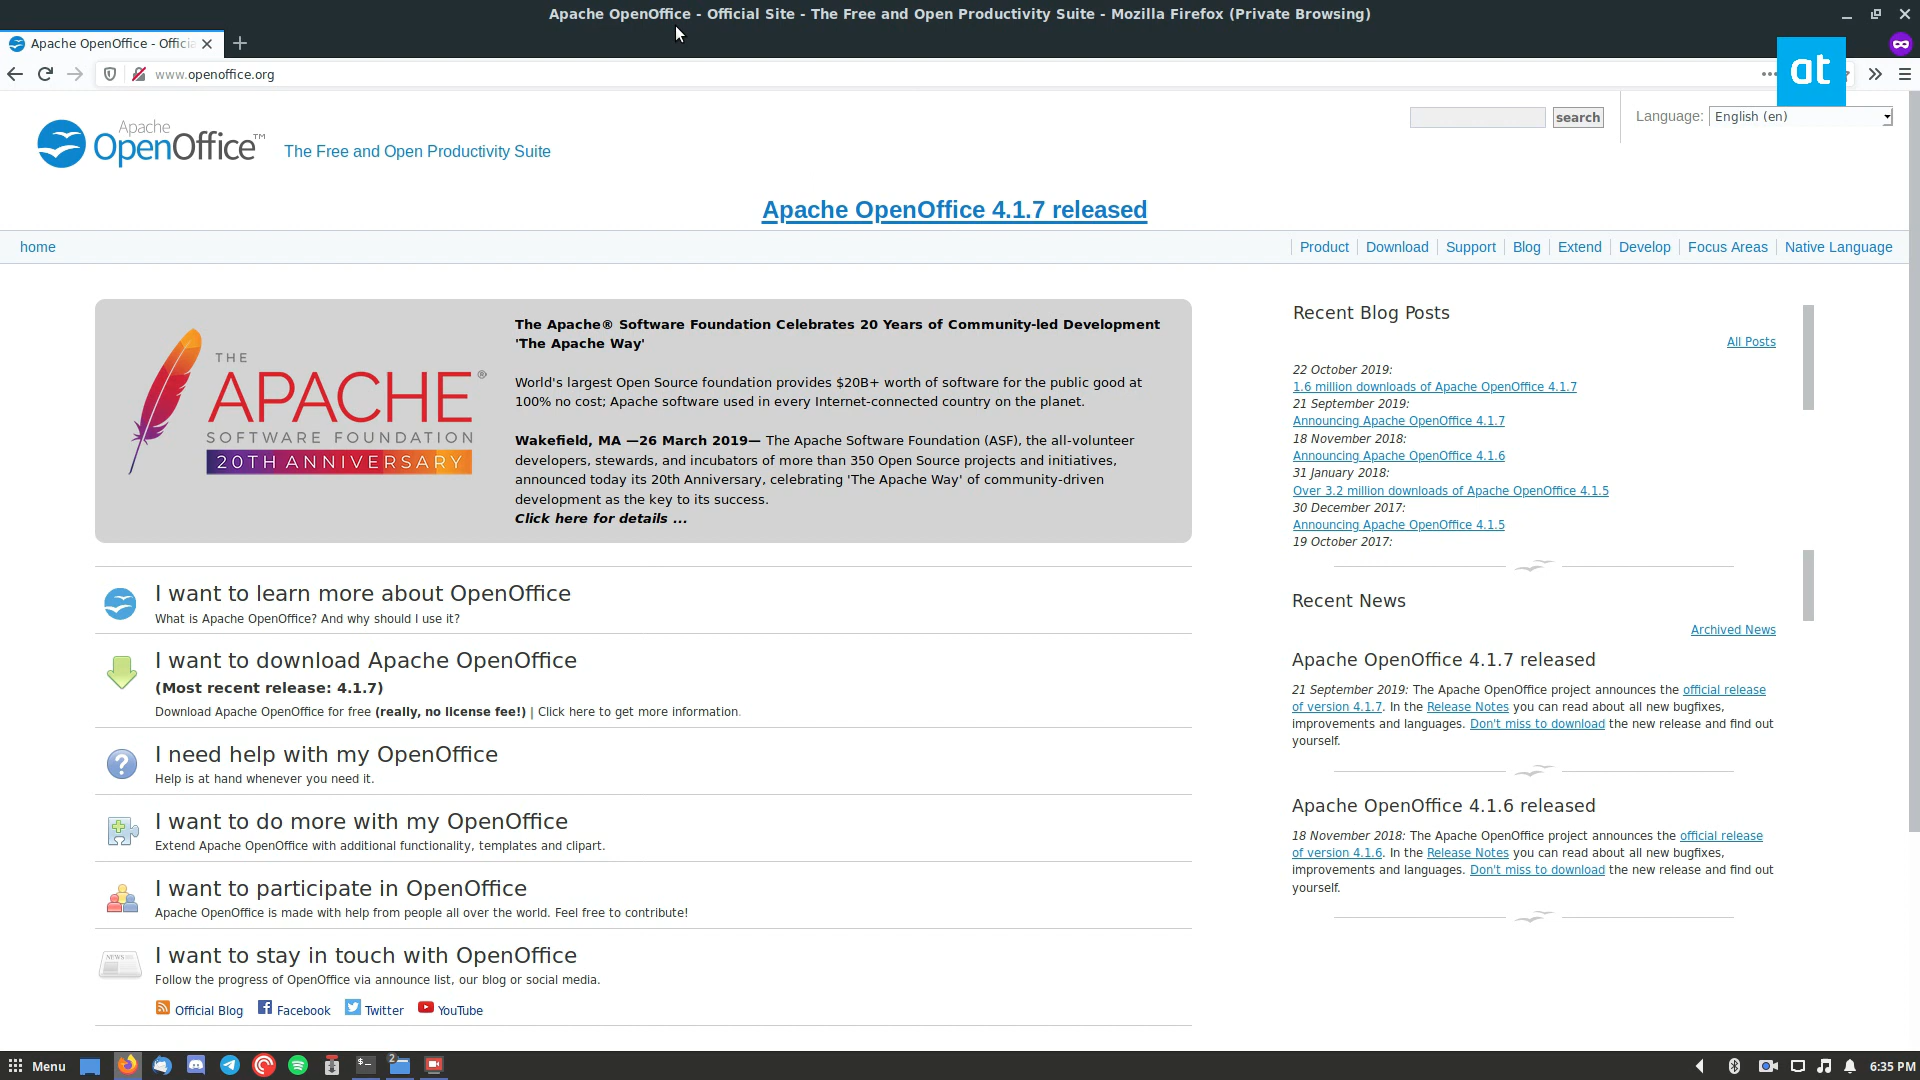 Apache OpenOffice - Official Site - The Free and Open Productivity Suite - Mozilla Firefox (Private Browsing)
Apache OpenOffice - Officia
www.openoffice.org
at
search
Language: English (en)
Apache
OpenOffice™
The Free and Open Productivity Suite
Apache OpenOffice 4.1.7 released
home
Product Download Support Blog Extend Develop Focus Areas Native Language
THE
APACHE®
SOFTWARE FOUNDATION
20TH ANNIVERSARY
The Apache® Software Foundation Celebrates 20 Years of Community-led Development
'The Apache Way'
World's largest Open Source foundation provides $20B+ worth of software for the public good at
100% no cost; Apache software used in every Internet-connected country on the planet.
Wakefield, MA —26 March 2019— The Apache Software Foundation (ASF), the all-volunteer
developers, stewards, and incubators of more than 350 Open Source projects and initiatives,
announced today its 20th Anniversary, celebrating 'The Apache Way' of community-driven
development as the key to its success.
Click here for details ...
I want to learn more about OpenOffice
What is Apache OpenOffice? And why should I use it?
I want to download Apache OpenOffice
(Most recent release: 4.1.7)
Download Apache OpenOffice for free (really, no license fee!) | Click here to get more information.
I need help with my OpenOffice
Help is at hand whenever you need it.
I want to do more with my OpenOffice
Extend Apache OpenOffice with additional functionality, templates and clipart.
I want to participate in OpenOffice
Apache OpenOffice is made with help from people all over the world. Feel free to contribute!
NEWS
I want to stay in touch with OpenOffice
Follow the progress of OpenOffice via announce list, our blog or social media.
Official Blog Facebook Twitter YouTube
Recent Blog Posts
All Posts
22 October 2019:
1.6 million downloads of Apache OpenOffice 4.1.7
21 September 2019:
Announcing Apache OpenOffice 4.1.7
18 November 2018:
Announcing Apache OpenOffice 4.1.6
31 January 2018:
Over 3.2 million downloads of Apache OpenOffice 4.1.5
30 December 2017:
Announcing Apache OpenOffice 4.1.5
19 October 2017:
Recent News
Archived News
Apache OpenOffice 4.1.7 released
21 September 2019: The Apache OpenOffice project announces the official release
of version 4.1.7. In the Release Notes you can read about all new bugfixes,
improvements and languages. Don't miss to download the new release and find out
yourself.
Apache OpenOffice 4.1.6 released
18 November 2018: The Apache OpenOffice project announces the official release
of version 4.1.6. In the Release Notes you can read about all new bugfixes,
improvements and languages. Don't miss to download the new release and find out
yourself.
Menu
2
6:35 PM